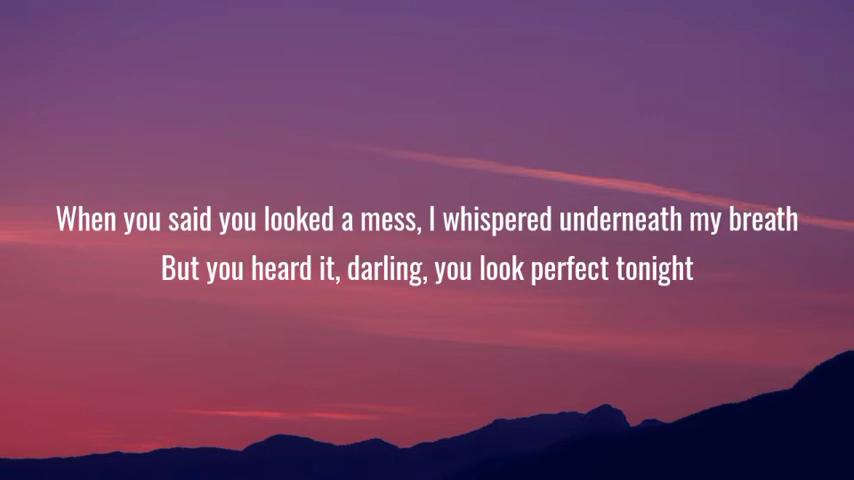 When you said you looked a mess, I whispered underneath my breath
But you heard it, darling, you look perfect tonight